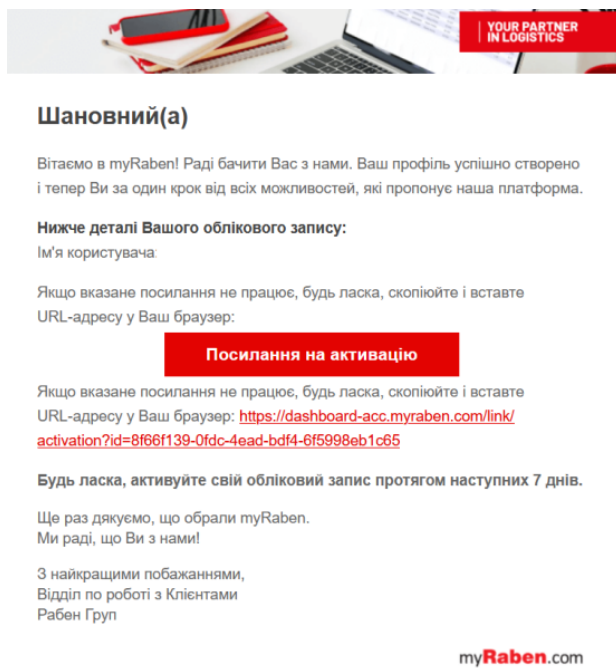 YOUR PARTNER
IN LOGISTICS
Шановний(а)
Вітаємо в myRaben! Раді бачити Вас з нами. Ваш профіль успішно створено
і тепер Ви за один крок від всіх можливостей, які пропонує наша платформа.
Нижче деталі Вашого облікового запису:
Ім'я користувача:
Якщо вказане посилання не працює, будь ласка, скопіюйте і вставте
URL-адресу у Ваш браузер:
Посилання на активацію
Якщо вказане посилання не працює, будь ласка, скопіюйте і вставте
URL-адресу у Ваш браузер: https://dashboard-acc.myraben.com/link/
activation?id=8f66f139-0fdc-4ead-bdf4-6f5998eb1c65
Будь ласка, активуйте свій обліковий запис протягом наступних 7 днів.
Ще раз дякуємо, що обрали myRaben.
Ми раді, що Ви з нами!
З найкращими побажаннями,
Відділ по роботі з Клієнтами
Рабен Груп
myRaben.com